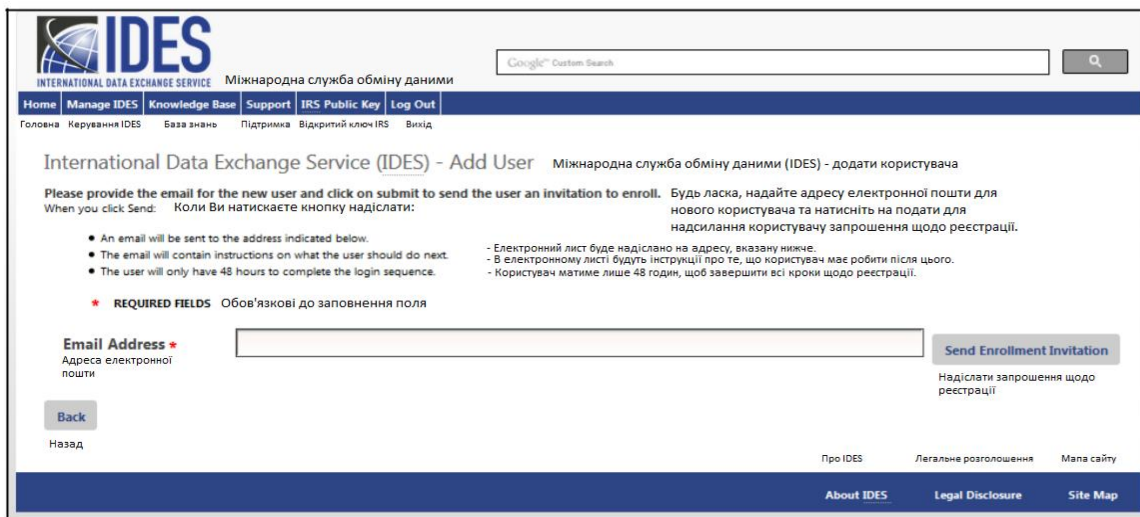 IDES
INTERNATIONAL DATA EXCHANGE SERVICE
Міжнародна служба обміну даними
Google™ Custom Search
Home Manage IDES Knowledge Base Support IRS Public Key Log Out
Головна Керування IDES База знань Підтримка Відкритий ключ IRS Вихід
International Data Exchange Service (IDES) - Add User Міжнародна служба обміну даними (IDES) - додати користувача
Please provide the email for the new user and click on submit to send the user an invitation to enroll.
Будь ласка, надайте адресу електронної пошти для
нового користувача та натисніть на подати для
надсилання користувачу запрошення щодо реєстрації.
When you click Send: Коли Ви натискаєте кнопку надіслати:
• An email will be sent to the address indicated below.
• The email will contain instructions on what the user should do next.
• The user will only have 48 hours to complete the login sequence.
- Електронний лист буде надіслано на адресу, вказану нижче.
- В електронному листі будуть інструкції про те, що користувач має робити після цього.
- Користувач матиме лише 48 годин, щоб завершити всі кроки щодо реєстрації.
* REQUIRED FIELDS Обов'язкові до заповнення поля
Email Address *
Адреса електронної
пошти
Send Enrollment Invitation
Надіслати запрошення щодо
реєстрації
Back
Назад
Про IDES Легальне розголошення Мапа сайту
About IDES Legal Disclosure Site Map